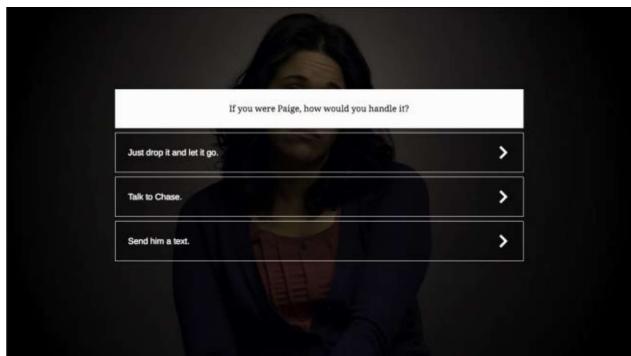 If you were Paige, how would you handle it?
Just drop it and let it go.
Talk to Chase.
Send him a text.